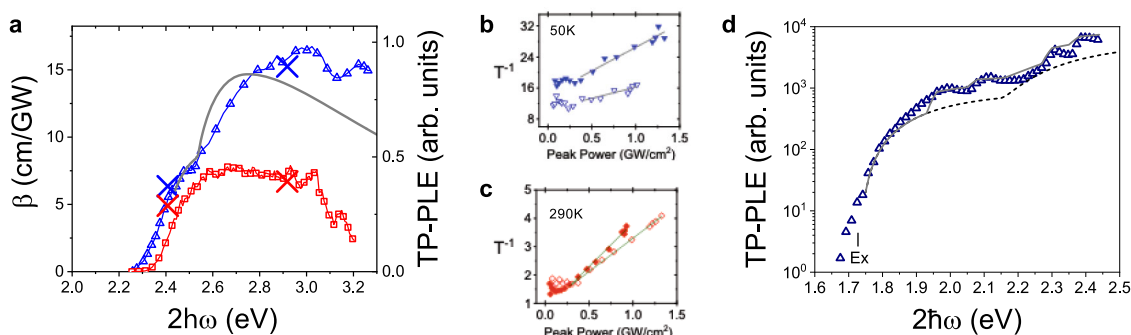 a
β (cm/GW)
15
10
5
0
1.0
0.5
0.0
TP-PLE (arb. units)
2.0 2.2 2.4 2.6 2.8 3.0 3.2
2hω (eV)
b
50K
T⁻¹
32
24
16
8
0.0 0.5 1.0 1.5
Peak Power (GW/cm²)
c
290K
T⁻¹
5
4
3
2
1
0.0 0.5 1.0 1.5
Peak Power (GW/cm²)
d
TP-PLE (arb. units)
10⁴
10³
10²
10¹
10⁰
Ex
1.6 1.7 1.8 1.9 2.0 2.1 2.2 2.3 2.4 2.5
2ħω (eV)